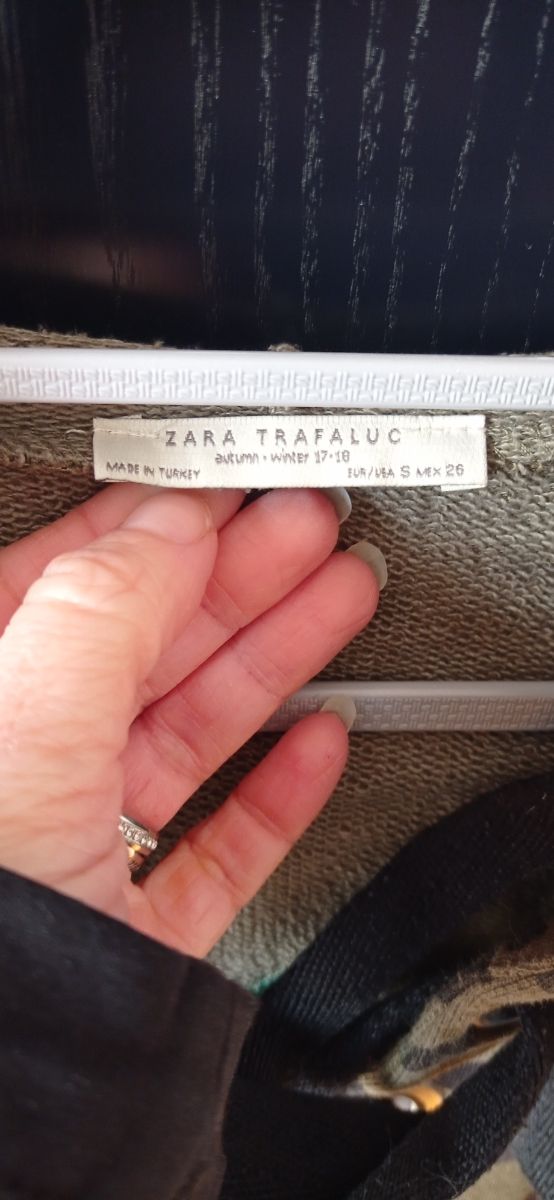 ZARA TRAFALUC
autumn • winter 17•18
MADE IN TURKEY EUR/USA S MEX 26